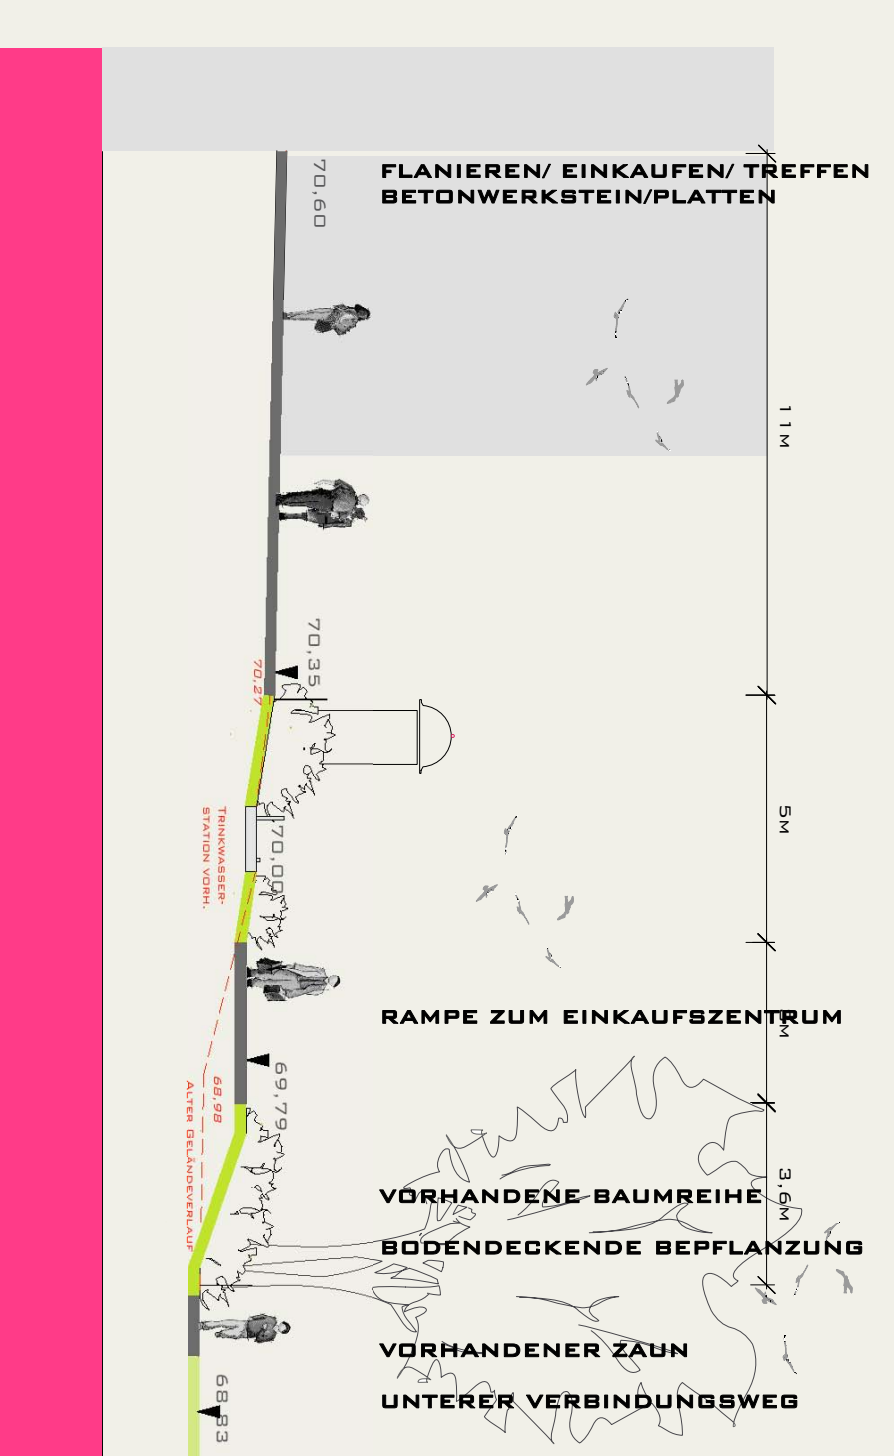 FLANIEREN/ EINKAUFEN/ TREFFEN
BETONWERKSTEIN/PLATTEN
70,60
11M
70,35
70,27
5M
TRINKWASSER-
STATION VORH.
70,00
RAMPE ZUM EINKAUFSZENTRUM
69,79
68,98
ALTER GELÄNDEVERLAUF
3,6M
VORHANDENE BAUMREIHE
BODENDECKENDE BEPFLANZUNG
VORHANDENER ZAUN
68,83
UNTERER VERBINDUNGSWEG